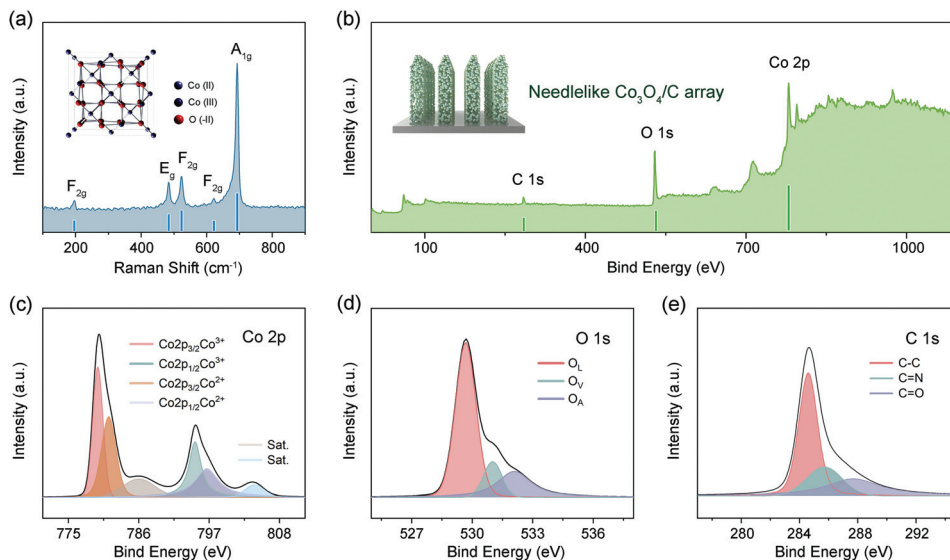 (a)
Intensity (a.u.)
Co (II)
Co (III)
O (-II)
F2g
Eg
F2g
F2g
A1g
200
400
600
800
Raman Shift (cm⁻¹)
(b)
Intensity (a.u.)
Needlelike Co₃O₄/C array
C 1s
O 1s
Co 2p
100
400
700
1000
Bind Energy (eV)
(c)
Intensity (a.u.)
Co 2p
Co2p3/2Co³⁺
Co2p1/2Co³⁺
Co2p3/2Co²⁺
Co2p1/2Co²⁺
Sat.
Sat.
775
786
797
808
Bind Energy (eV)
(d)
Intensity (a.u.)
O 1s
OL
OV
OA
527
530
533
536
Bind Energy (eV)
(e)
Intensity (a.u.)
C 1s
C-C
C=N
C=O
280
284
288
292
Bind Energy (eV)